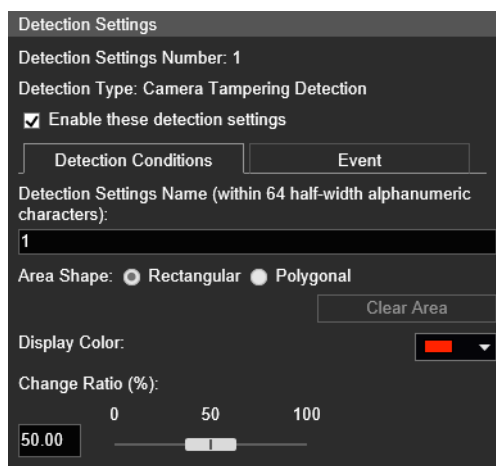 Detection Settings
Detection Settings Number: 1
Detection Type: Camera Tampering Detection
Enable these detection settings
Detection Conditions Event
Detection Settings Name (within 64 half-width alphanumeric
characters):
1
Area Shape: Rectangular Polygonal
Clear Area
Display Color:
Change Ratio (%):
0 50 100
50.00